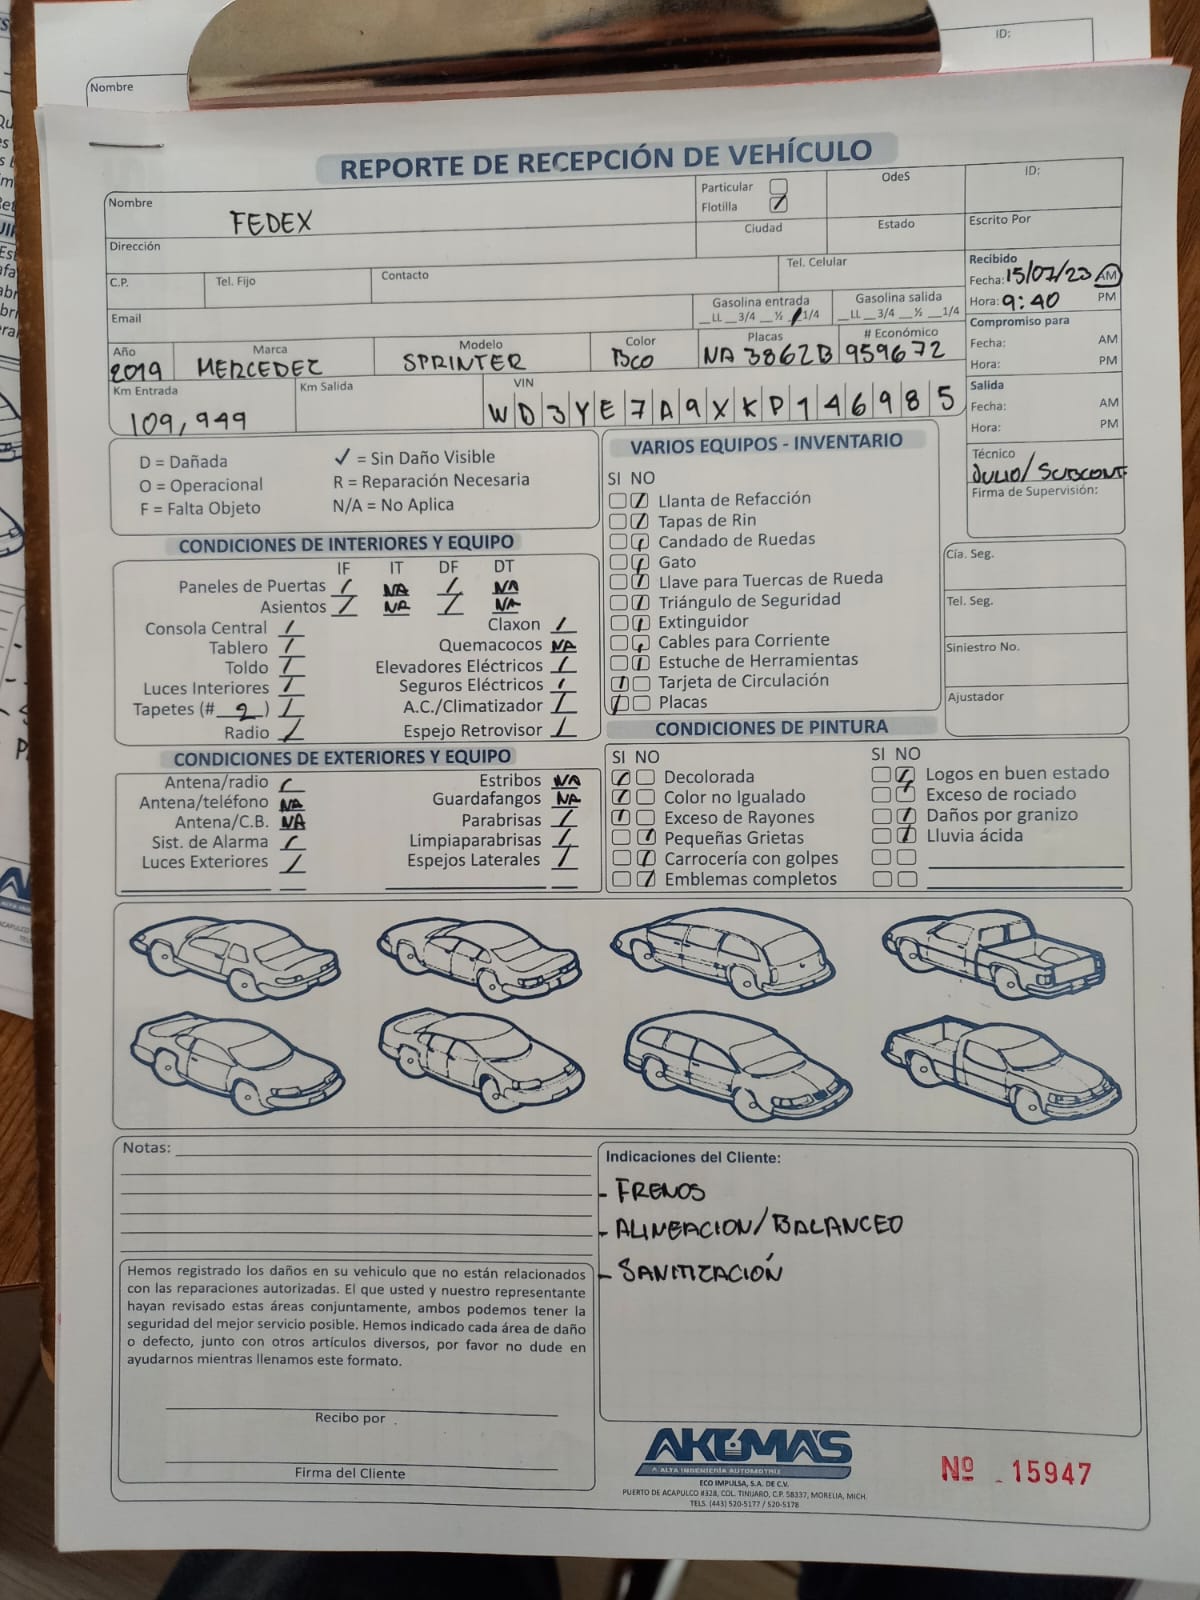 ID:
Nombre
REPORTE DE RECEPCIÓN DE VEHÍCULO
Nombre
FEDEX
Particular
Flotilla
OdeS
ID:
Dirección
Ciudad
Estado
Escrito Por
C.P.
Tel. Fijo
Contacto
Tel. Celular
Recibido
Fecha: 15/07/23 AM
Hora: 9:40 PM
Email
Gasolina entrada
__LL __3/4 __½ __1/4
Gasolina salida
__LL __3/4 __½ __1/4
Compromiso para
Fecha: AM
Hora: PM
Año
2019
Marca
MERCEDEZ
Modelo
SPRINTER
Color
BCO
Placas
NA 3862B
# Económico
959672
Km Entrada
109,949
Km Salida
VIN
WD3YE7A9XKP146985
Salida
Fecha: AM
Hora: PM
Técnico
JULIO/SUBCONT
Firma de Supervisión:
D = Dañada
✓ = Sin Daño Visible
O = Operacional
R = Reparación Necesaria
F = Falta Objeto
N/A = No Aplica
VARIOS EQUIPOS - INVENTARIO
SI NO
Llanta de Refacción
Tapas de Rin
Candado de Ruedas
Gato
Llave para Tuercas de Rueda
Triángulo de Seguridad
Extinguidor
Cables para Corriente
Estuche de Herramientas
Tarjeta de Circulación
Placas
Cía. Seg.
Tel. Seg.
Siniestro No.
Ajustador
CONDICIONES DE INTERIORES Y EQUIPO
IF IT DF DT
Paneles de Puertas / NA / NA
Asientos / NA / NA
Consola Central /
Claxon /
Tablero /
Quemacocos NA
Toldo /
Elevadores Eléctricos /
Luces Interiores /
Seguros Eléctricos /
Tapetes (# 2 ) /
A.C./Climatizador /
Radio /
Espejo Retrovisor /
CONDICIONES DE EXTERIORES Y EQUIPO
Antena/radio /
Estribos NA
Antena/teléfono NA
Guardafangos NA
Antena/C.B. NA
Parabrisas /
Sist. de Alarma /
Limpiaparabrisas /
Luces Exteriores /
Espejos Laterales /
CONDICIONES DE PINTURA
SI NO
Decolorada
Color no Igualado
Exceso de Rayones
Pequeñas Grietas
Carrocería con golpes
Emblemas completos
SI NO
Logos en buen estado
Exceso de rociado
Daños por granizo
Lluvia ácida
Notas:
Indicaciones del Cliente:
- FRENOS
- ALINEACION/BALANCEO
- SANITIZACIÓN
Hemos registrado los daños en su vehiculo que no están relacionados
con las reparaciones autorizadas. El que usted y nuestro representante
hayan revisado estas áreas conjuntamente, ambos podemos tener la
seguridad del mejor servicio posible. Hemos indicado cada área de daño
o defecto, junto con otros artículos diversos, por favor no dude en
ayudarnos mientras llenamos este formato.
Recibo por
Firma del Cliente
AKOMA'S
ALTA INGENIERÍA AUTOMOTRIZ
ECO IMPULSA, S.A. DE C.V.
PUERTO DE ACAPULCO #328, COL. TINIJARO, C.P. 58337, MORELIA, MICH.
TELS. (443) 520-5177 / 520-5178
Nº 15947